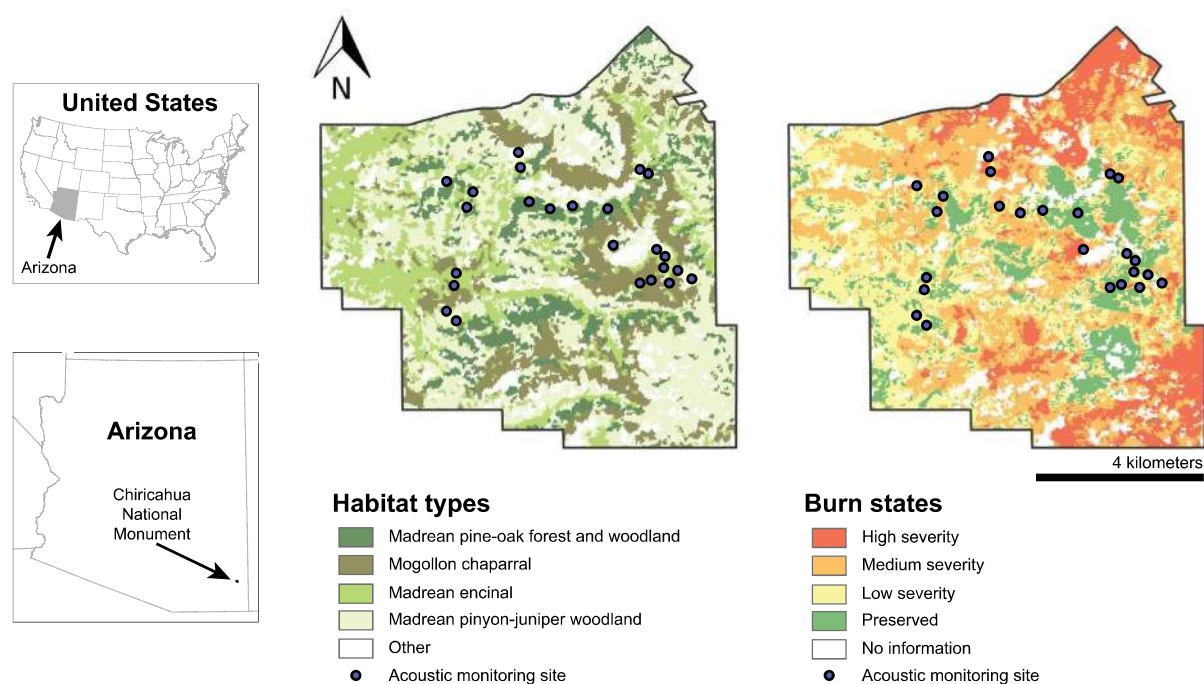 United States
Arizona
Arizona
Chiricahua
National
Monument
N
Habitat types
Madrean pine-oak forest and woodland
Mogollon chaparral
Madrean encinal
Madrean pinyon-juniper woodland
Other
Acoustic monitoring site
4 kilometers
Burn states
High severity
Medium severity
Low severity
Preserved
No information
Acoustic monitoring site